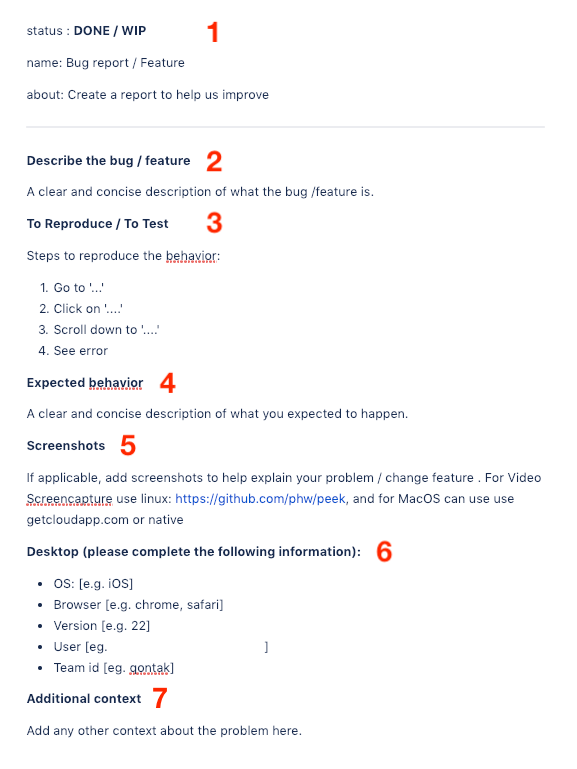 status : DONE / WIP 1
name: Bug report / Feature
about: Create a report to help us improve
Describe the bug / feature 2
A clear and concise description of what the bug /feature is.
To Reproduce / To Test 3
Steps to reproduce the behavior:
1. Go to '...'
2. Click on '....'
3. Scroll down to '....'
4. See error
Expected behavior 4
A clear and concise description of what you expected to happen.
Screenshots 5
If applicable, add screenshots to help explain your problem / change feature . For Video
Screencapture use linux: https://github.com/phw/peek, and for MacOS can use use
getcloudapp.com or native
Desktop (please complete the following information): 6
• OS: [e.g. iOS]
• Browser [e.g. chrome, safari]
• Version [e.g. 22]
• User [eg. ]
• Team id [eg. qontak]
Additional context 7
Add any other context about the problem here.